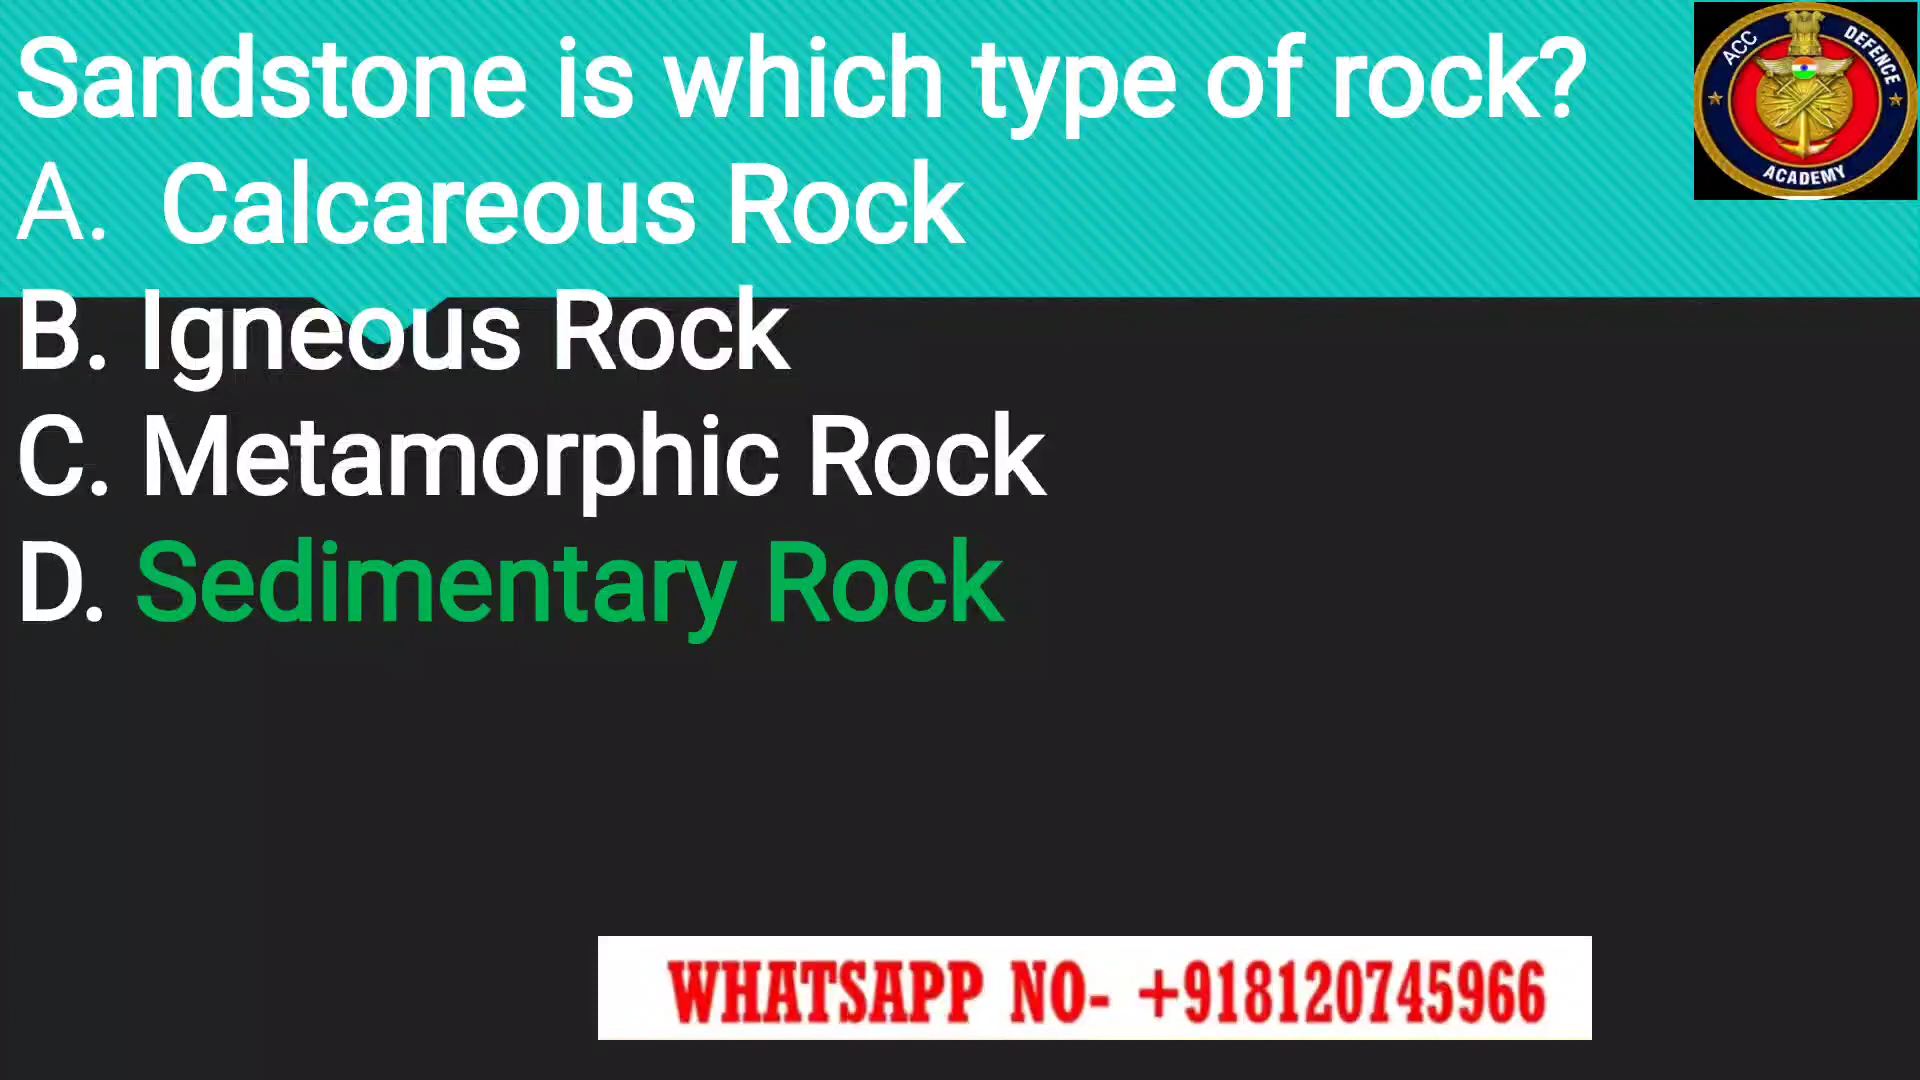 Sandstone is which type of rock?
A. Calcareous Rock
B. Igneous Rock
C. Metamorphic Rock
D. Sedimentary Rock
ACC DEFENCE
ACADEMY
WHATSAPP NO- +918120745966